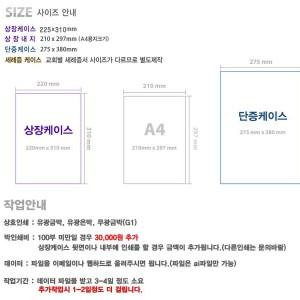 SIZE 사이즈 안내
상장케이스 225×310mm
상 장 내 지 210 x 297mm (A4용지크기)
단증케이스 275 x 380mm
세례증 케이스 교회별 세례증서 사이즈가 다르므로 별도제작
220 mm
210 mm
275 mm
상장케이스
220mm x 310 mm
310 mm
A4
210mm x 297 mm
297 mm
단증케이스
275 mm x 380 mm
작업안내
상호인쇄 : 유광금박, 유광은박, 무광금박(G1)
박인쇄비 : 100부 미만일 경우 30,000원 추가
상장케이스 뒷면이나 내부에 인쇄를 할 경우 금액이 추가됩니다.(다른인쇄는 문의바람)
데이터 : 파일을 이메일이나 웹하드로 올려주시면 됩니다.(파일은 ai파일만 가능)
작업기간 : 데이터 파일을 받고 3~4일 정도 소요
추가작업시 1~2일정도 더 걸립니다.